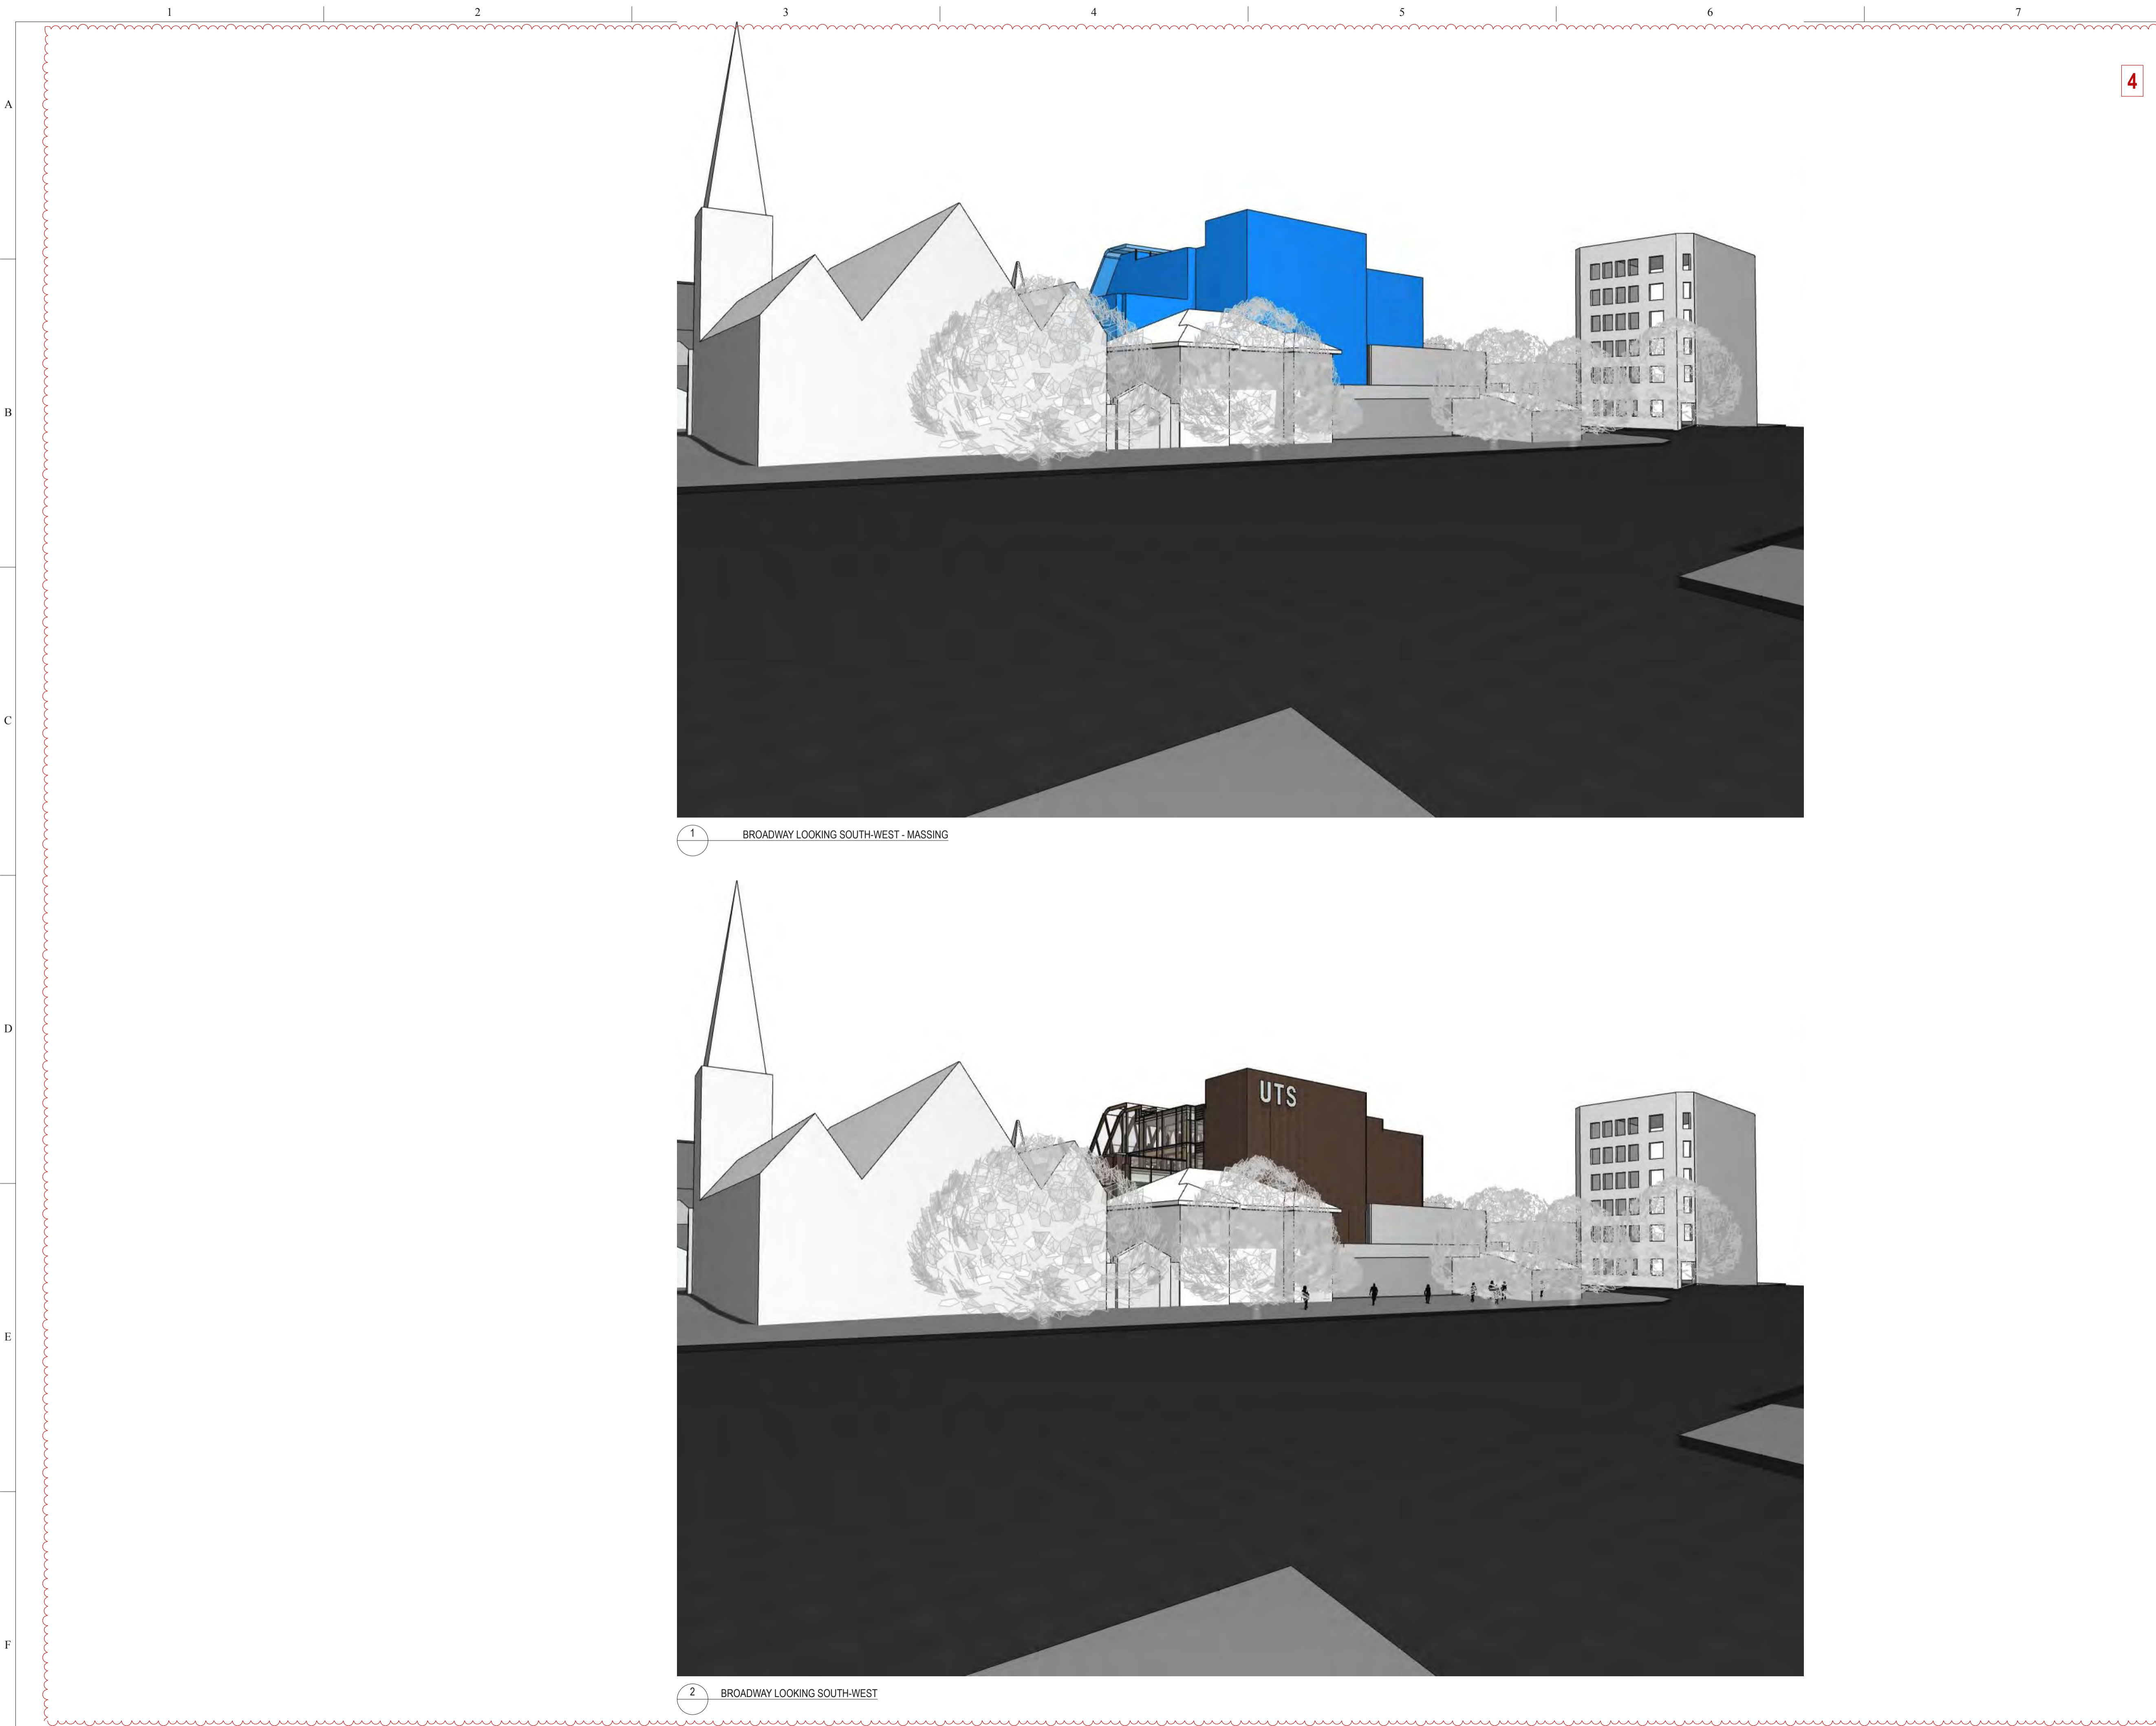 1 2 3 4 5 6 7
A
4
B
C
1
BROADWAY LOOKING SOUTH-WEST - MASSING
D
UTS
E
F
2
BROADWAY LOOKING SOUTH-WEST